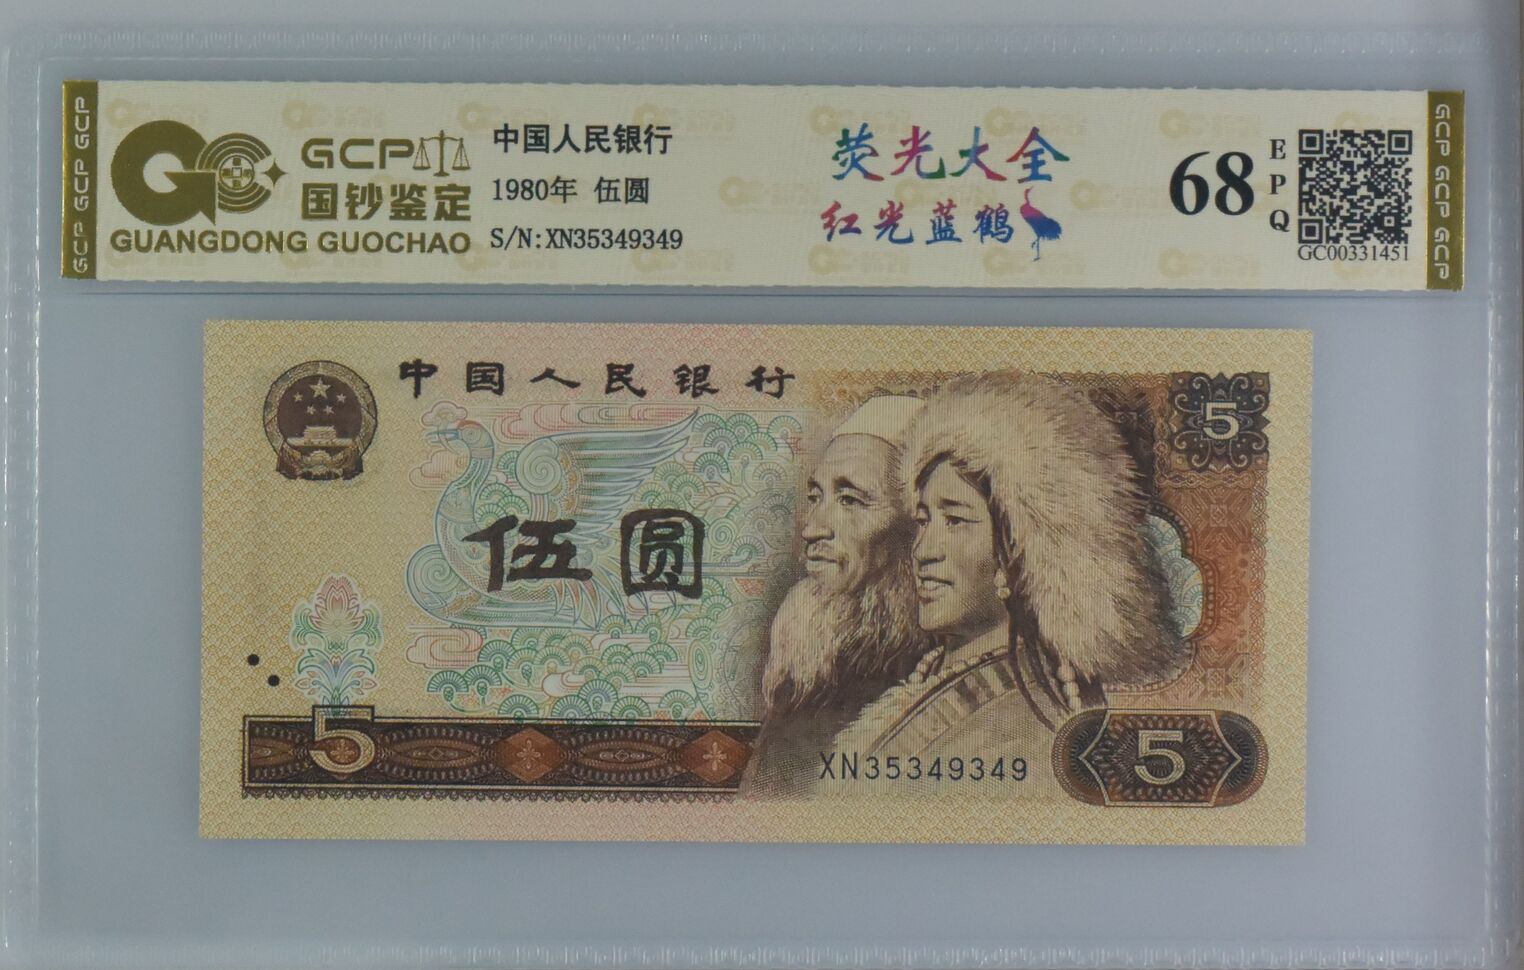 GCP GCP GCP
GCP
国钞鉴定
GUANGDONG GUOCHAO
中国人民银行
1980年 伍圆
S/N:XN35349349
荧光大全
红光蓝鹤
68
EPQ
GC00331451
GCP GCP GCP
中国人民银行
5
伍圆
5
XN35349349
5